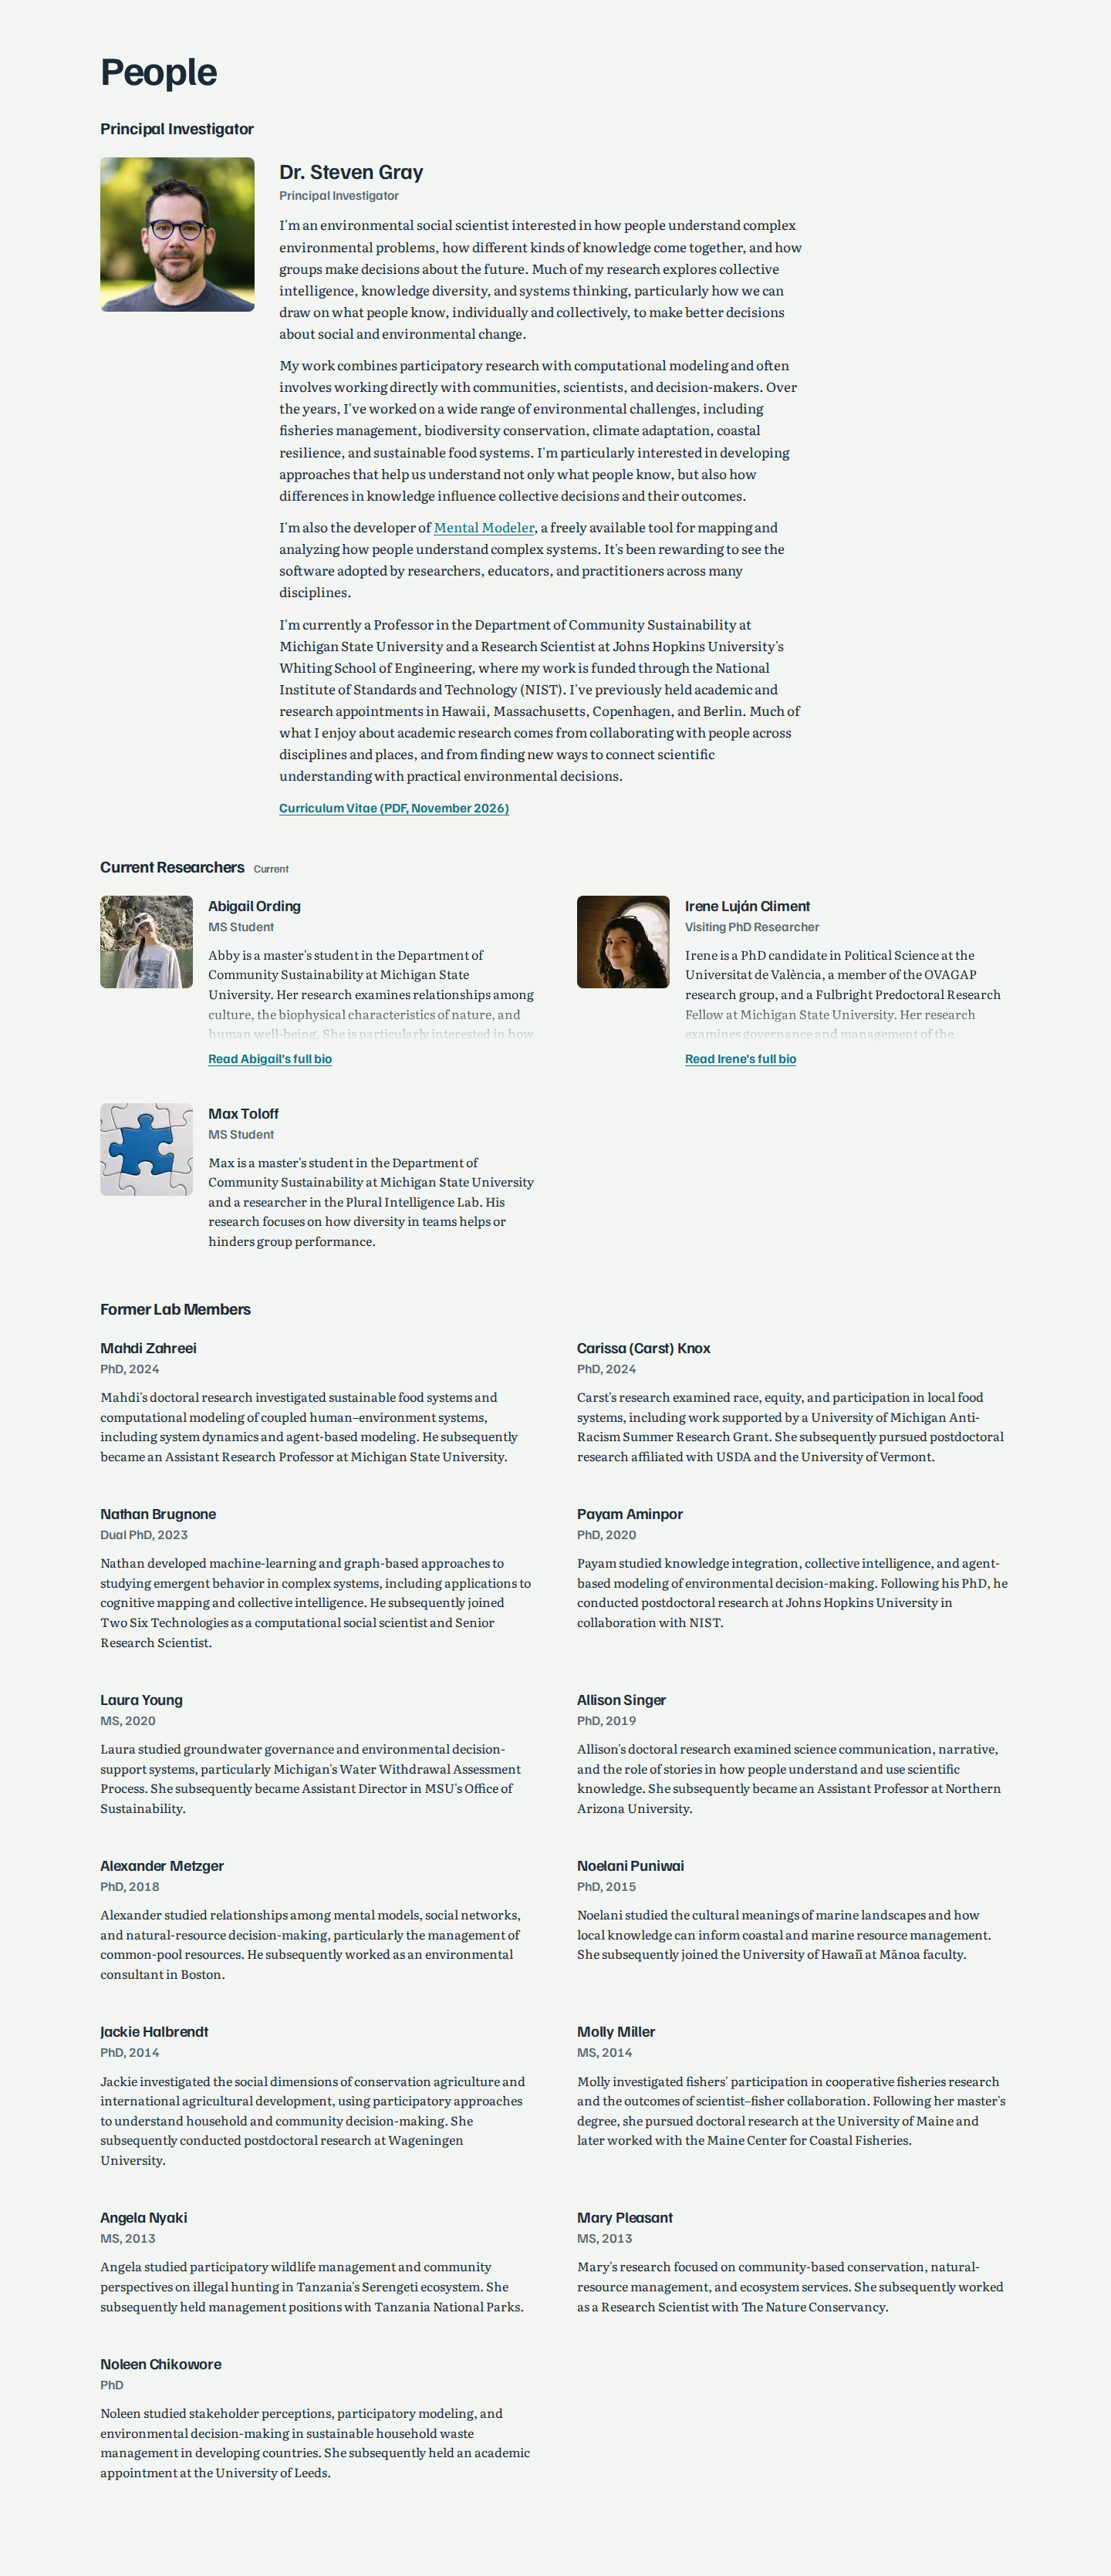 People
Principal Investigator
Dr. Steven Gray
Principal Investigator
I'm an environmental social scientist interested in how people understand complex
environmental problems, how different kinds of knowledge come together, and how
groups make decisions about the future. Much of my research explores collective
intelligence, knowledge diversity, and systems thinking, particularly how we can
draw on what people know, individually and collectively, to make better decisions
about social and environmental change.
My work combines participatory research with computational modeling and often
involves working directly with communities, scientists, and decision-makers. Over
the years, I've worked on a wide range of environmental challenges, including
fisheries management, biodiversity conservation, climate adaptation, coastal
resilience, and sustainable food systems. I'm particularly interested in developing
approaches that help us understand not only what people know, but also how
differences in knowledge influence collective decisions and their outcomes.
I'm also the developer of Mental Modeler, a freely available tool for mapping and
analyzing how people understand complex systems. It's been rewarding to see the
software adopted by researchers, educators, and practitioners across many
disciplines.
I'm currently a Professor in the Department of Community Sustainability at
Michigan State University and a Research Scientist at Johns Hopkins University's
Whiting School of Engineering, where my work is funded through the National
Institute of Standards and Technology (NIST). I've previously held academic and
research appointments in Hawaii, Massachusetts, Copenhagen, and Berlin. Much of
what I enjoy about academic research comes from collaborating with people across
disciplines and places, and from finding new ways to connect scientific
understanding with practical environmental decisions.
Curriculum Vitae (PDF, November 2026)
Current Researchers Current
Abigail Ording
MS Student
Abby is a master's student in the Department of
Community Sustainability at Michigan State
University. Her research examines relationships among
culture, the biophysical characteristics of nature, and
human well-being. She is particularly interested in how
Read Abigail's full bio
Irene Luján Climent
Visiting PhD Researcher
Irene is a PhD candidate in Political Science at the
Universitat de València, a member of the OVAGAP
research group, and a Fulbright Predoctoral Research
Fellow at Michigan State University. Her research
examines governance and management of the
Read Irene's full bio
Max Toloff
MS Student
Max is a master's student in the Department of
Community Sustainability at Michigan State University
and a researcher in the Plural Intelligence Lab. His
research focuses on how diversity in teams helps or
hinders group performance.
Former Lab Members
Mahdi Zahreei
PhD, 2024
Mahdi's doctoral research investigated sustainable food systems and
computational modeling of coupled human–environment systems,
including system dynamics and agent-based modeling. He subsequently
became an Assistant Research Professor at Michigan State University.
Carissa (Carst) Knox
PhD, 2024
Carst's research examined race, equity, and participation in local food
systems, including work supported by a University of Michigan Anti-
Racism Summer Research Grant. She subsequently pursued postdoctoral
research affiliated with USDA and the University of Vermont.
Nathan Brugnone
Dual PhD, 2023
Nathan developed machine-learning and graph-based approaches to
studying emergent behavior in complex systems, including applications to
cognitive mapping and collective intelligence. He subsequently joined
Two Six Technologies as a computational social scientist and Senior
Research Scientist.
Payam Aminpor
PhD, 2020
Payam studied knowledge integration, collective intelligence, and agent-
based modeling of environmental decision-making. Following his PhD, he
conducted postdoctoral research at Johns Hopkins University in
collaboration with NIST.
Laura Young
MS, 2020
Laura studied groundwater governance and environmental decision-
support systems, particularly Michigan's Water Withdrawal Assessment
Process. She subsequently became Assistant Director in MSU's Office of
Sustainability.
Allison Singer
PhD, 2019
Allison's doctoral research examined science communication, narrative,
and the role of stories in how people understand and use scientific
knowledge. She subsequently became an Assistant Professor at Northern
Arizona University.
Alexander Metzger
PhD, 2018
Alexander studied relationships among mental models, social networks,
and natural-resource decision-making, particularly the management of
common-pool resources. He subsequently worked as an environmental
consultant in Boston.
Noelani Puniwai
PhD, 2015
Noelani studied the cultural meanings of marine landscapes and how
local knowledge can inform coastal and marine resource management.
She subsequently joined the University of Hawaiʻi at Mānoa faculty.
Jackie Halbrendt
PhD, 2014
Jackie investigated the social dimensions of conservation agriculture and
international agricultural development, using participatory approaches
to understand household and community decision-making. She
subsequently conducted postdoctoral research at Wageningen
University.
Molly Miller
MS, 2014
Molly investigated fishers' participation in cooperative fisheries research
and the outcomes of scientist–fisher collaboration. Following her master's
degree, she pursued doctoral research at the University of Maine and
later worked with the Maine Center for Coastal Fisheries.
Angela Nyaki
MS, 2013
Angela studied participatory wildlife management and community
perspectives on illegal hunting in Tanzania's Serengeti ecosystem. She
subsequently held management positions with Tanzania National Parks.
Mary Pleasant
MS, 2013
Mary's research focused on community-based conservation, natural-
resource management, and ecosystem services. She subsequently worked
as a Research Scientist with The Nature Conservancy.
Noleen Chikowore
PhD
Noleen studied stakeholder perceptions, participatory modeling, and
environmental decision-making in sustainable household waste
management in developing countries. She subsequently held an academic
appointment at the University of Leeds.